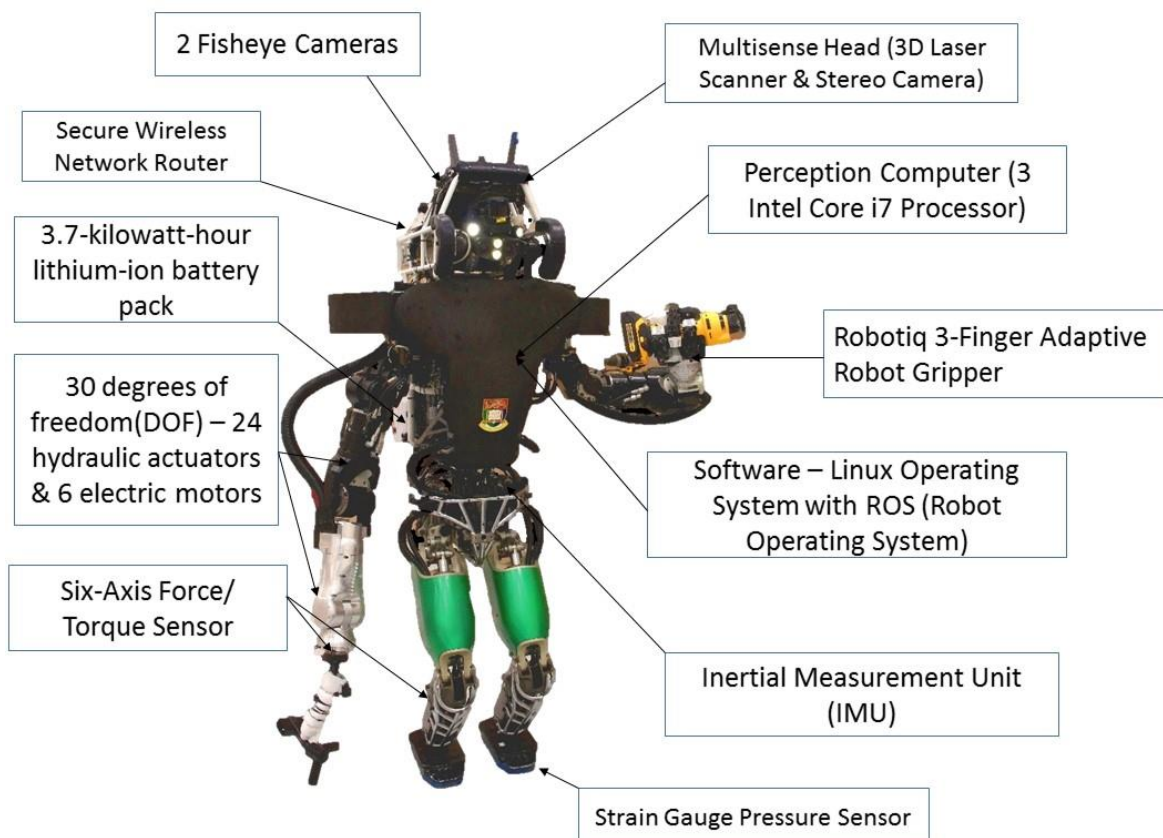 2 Fisheye Cameras
Multisense Head (3D Laser
Scanner & Stereo Camera)
Secure Wireless
Network Router
Perception Computer (3
Intel Core i7 Processor)
3.7-kilowatt-hour
lithium-ion battery
pack
Robotiq 3-Finger Adaptive
Robot Gripper
30 degrees of
freedom(DOF) – 24
hydraulic actuators
& 6 electric motors
Software – Linux Operating
System with ROS (Robot
Operating System)
Six-Axis Force/
Torque Sensor
Inertial Measurement Unit
(IMU)
Strain Gauge Pressure Sensor